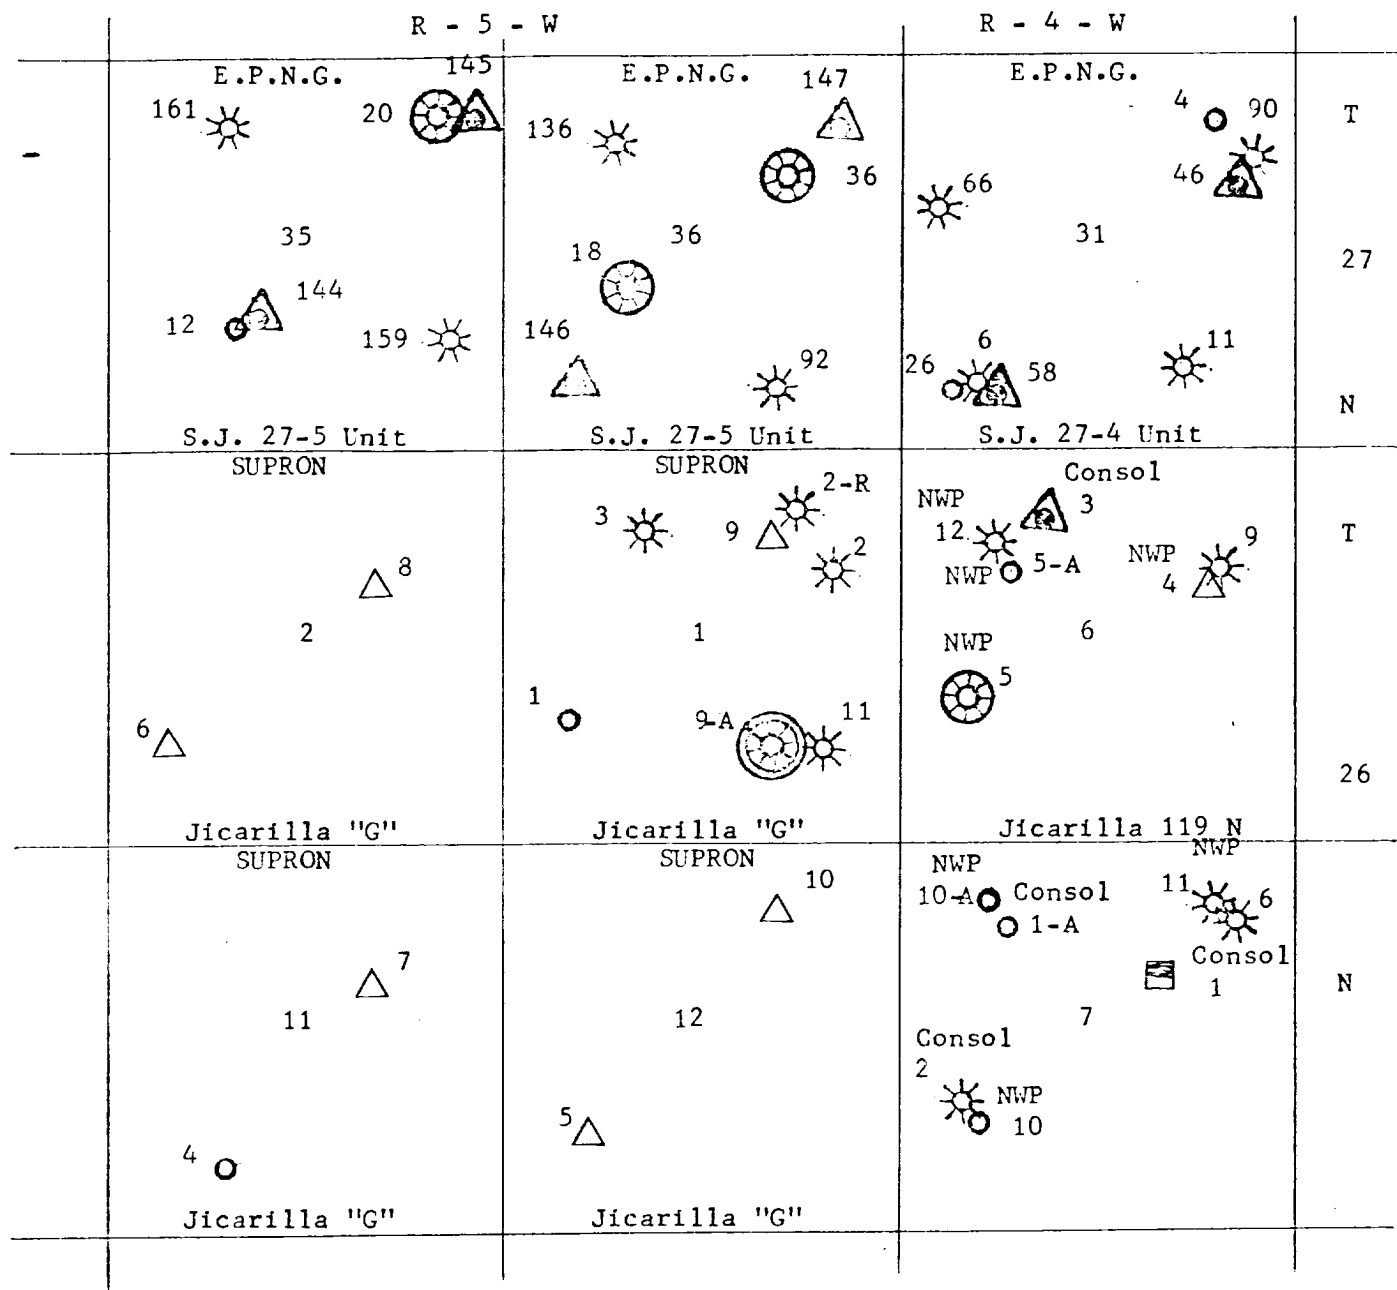 R - 5 - W
R - 4 - W
E.P.N.G.
145
161
20
35
144
12
159
S.J. 27-5 Unit
E.P.N.G.
147
136
36
36
18
146
92
S.J. 27-5 Unit
E.P.N.G.
4
90
46
66
31
11
6
26
58
S.J. 27-4 Unit
T
27
N
SUPRON
8
2
6
Jicarilla "G"
SUPRON
2-R
3
9
2
1
1
9-A
11
Jicarilla "G"
Consol
NWP
3
12
9
NWP
NWP
5-A
4
6
NWP
5
Jicarilla 119 N
T
26
N
SUPRON
7
11
4
Jicarilla "G"
SUPRON
10
12
5
Jicarilla "G"
NWP
NWP
10-A
Consol
11
6
1-A
Consol
1
7
Consol
2
NWP
10